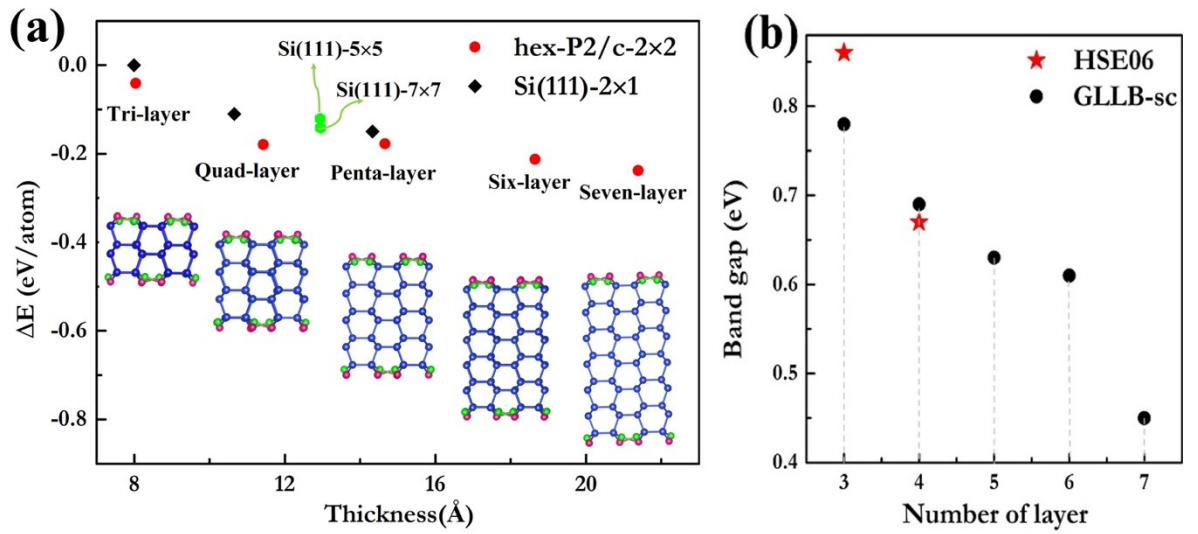 (a)
hex-P2/c-2×2
Si(111)-2×1
Si(111)-5×5
Si(111)-7×7
Tri-layer
Quad-layer
Penta-layer
Six-layer
Seven-layer
ΔE (eV/atom)
0.0
-0.2
-0.4
-0.6
-0.8
8
12
16
20
Thickness(Å)
(b)
HSE06
GLLB-sc
Band gap (eV)
0.8
0.7
0.6
0.5
0.4
3
4
5
6
7
Number of layer